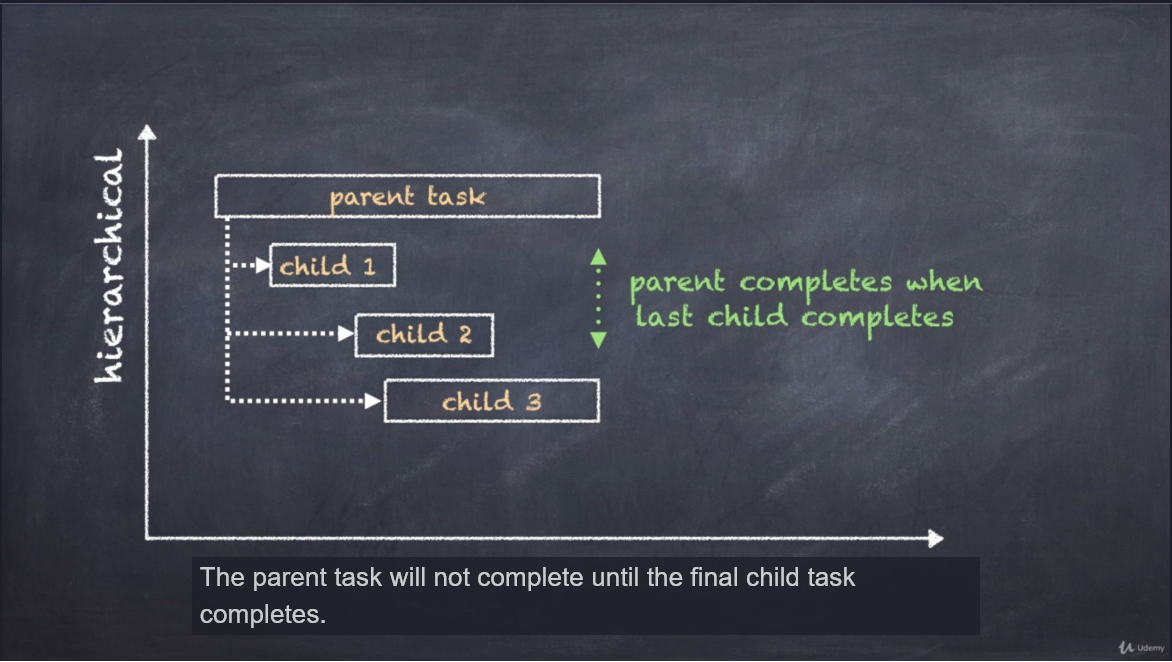 hierarchical
parent task
child 1
child 2
child 3
parent completes when
last child completes
The parent task will not complete until the final child task
completes.
Udemy